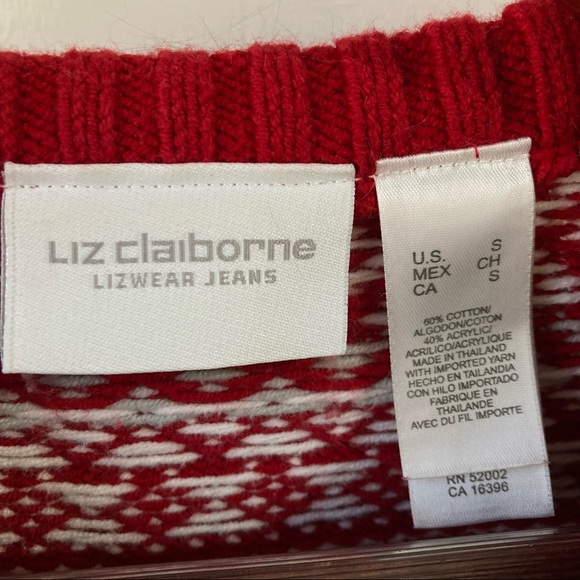 Liz claiborne
LIZWEAR JEANS
U.S. S
MEX CH
CA S
60% COTTON/
ALGODON/COTON
40% ACRYLIC/
ACRILICO/ACRYLIQUE
MADE IN THAILAND
WITH IMPORTED YARN
HECHO EN TAILANDIA
CON HILO IMPORTADO
FABRIQUE EN
THAILANDE
AVEC DU FIL IMPORTE
RN 52002
CA 16396